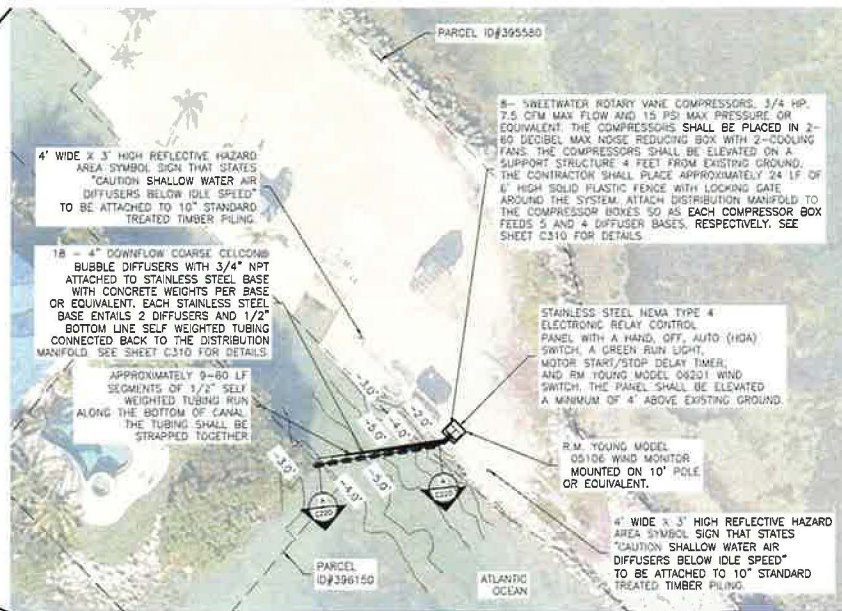 PARCEL ID#395580
8- SWEETWATER ROTARY VANE COMPRESSORS, 3/4 HP,
7.5 CFM MAX FLOW AND 15 PSI MAX PRESSURE OR
EQUIVALENT. THE COMPRESSORS SHALL BE PLACED IN 2-
60 DECIBEL MAX NOISE REDUCING BOX WITH 2-COOLING
FANS. THE COMPRESSORS SHALL BE ELEVATED ON A
SUPPORT STRUCTURE 4 FEET FROM EXISTING GROUND.
THE CONTRACTOR SHALL PLACE APPROXIMATELY 24 LF OF
6' HIGH SOLID PLASTIC FENCE WITH LOCKING GATE
AROUND THE SYSTEM. ATTACH DISTRIBUTION MANIFOLD TO
THE COMPRESSOR BOXES SO AS EACH COMPRESSOR BOX
FEEDS 5 AND 4 DIFFUSER BASES, RESPECTIVELY. SEE
SHEET C310 FOR DETAILS.
4' WIDE X 3' HIGH REFLECTIVE HAZARD
AREA SYMBOL SIGN THAT STATES
"CAUTION SHALLOW WATER AIR
DIFFUSERS BELOW IDLE SPEED"
TO BE ATTACHED TO 10" STANDARD
TREATED TIMBER PILING.
18 - 4" DOWNFLOW COARSE CELCON®
BUBBLE DIFFUSERS WITH 3/4" NPT
ATTACHED TO STAINLESS STEEL BASE
WITH CONCRETE WEIGHTS PER BASE
OR EQUIVALENT. EACH STAINLESS STEEL
BASE ENTAILS 2 DIFFUSERS AND 1/2"
BOTTOM LINE SELF WEIGHTED TUBING
CONNECTED BACK TO THE DISTRIBUTION
MANIFOLD. SEE SHEET C310 FOR DETAILS.
STAINLESS STEEL NEMA TYPE 4
ELECTRONIC RELAY CONTROL
PANEL WITH A HAND, OFF, AUTO (HOA)
SWITCH, A GREEN RUN LIGHT,
MOTOR START/STOP DELAY TIMER,
AND RM YOUNG MODEL 06201 WIND
SWITCH. THE PANEL SHALL BE ELEVATED
A MINIMUM OF 4' ABOVE EXISTING GROUND.
APPROXIMATELY 9-60 LF
SEGMENTS OF 1/2" SELF
WEIGHTED TUBING RUN
ALONG THE BOTTOM OF CANAL.
THE TUBING SHALL BE
STRAPPED TOGETHER
-3.0'
-5.0'
-4.0'
-2.0'
R.M. YOUNG MODEL
05106 WIND MONITOR
MOUNTED ON 10' POLE
OR EQUIVALENT.
-3.0'
-4.0'
-5.0'
A
C220
A
C220
4' WIDE X 3' HIGH REFLECTIVE HAZARD
AREA SYMBOL SIGN THAT STATES
"CAUTION SHALLOW WATER AIR
DIFFUSERS BELOW IDLE SPEED"
TO BE ATTACHED TO 10" STANDARD
TREATED TIMBER PILING.
PARCEL
ID#396150
ATLANTIC
OCEAN